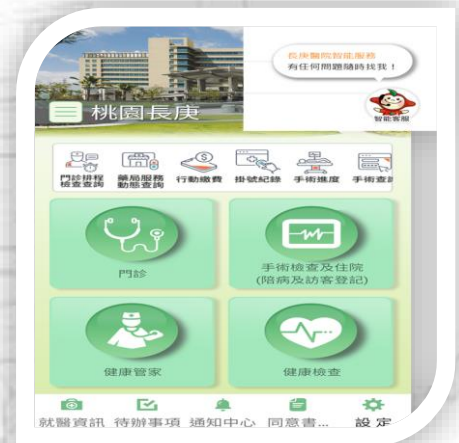 長庚醫院智能服務
有任何問題隨時找我！
智能客服
桃園長庚
門診排程
檢查查詢
藥局服務
動態查詢
行動繳費
掛號紀錄
手術進度
手術查
門診
手術檢查及住院
(陪病及訪客登記)
健康管家
健康檢查
就醫資訊
待辦事項
通知中心
同意書...
設定